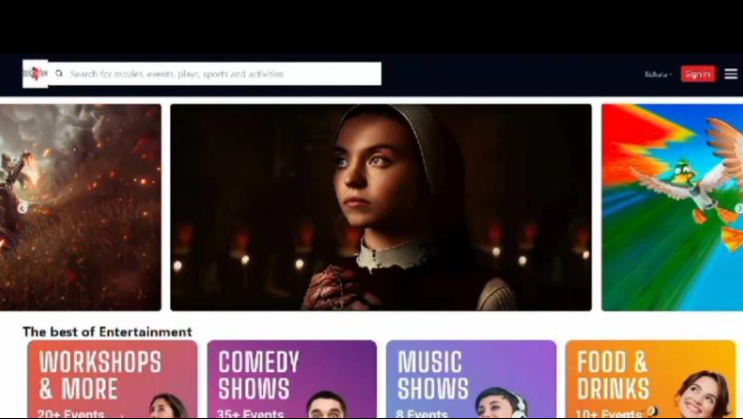 Search for movies, events, plays, sports and activities
Sign in
The best of Entertainment
WORKSHOPS
& MORE
20+ Events
COMEDY
SHOWS
35+ Events
MUSIC
SHOWS
8 Events
FOOD &
DRINKS
10+ Events